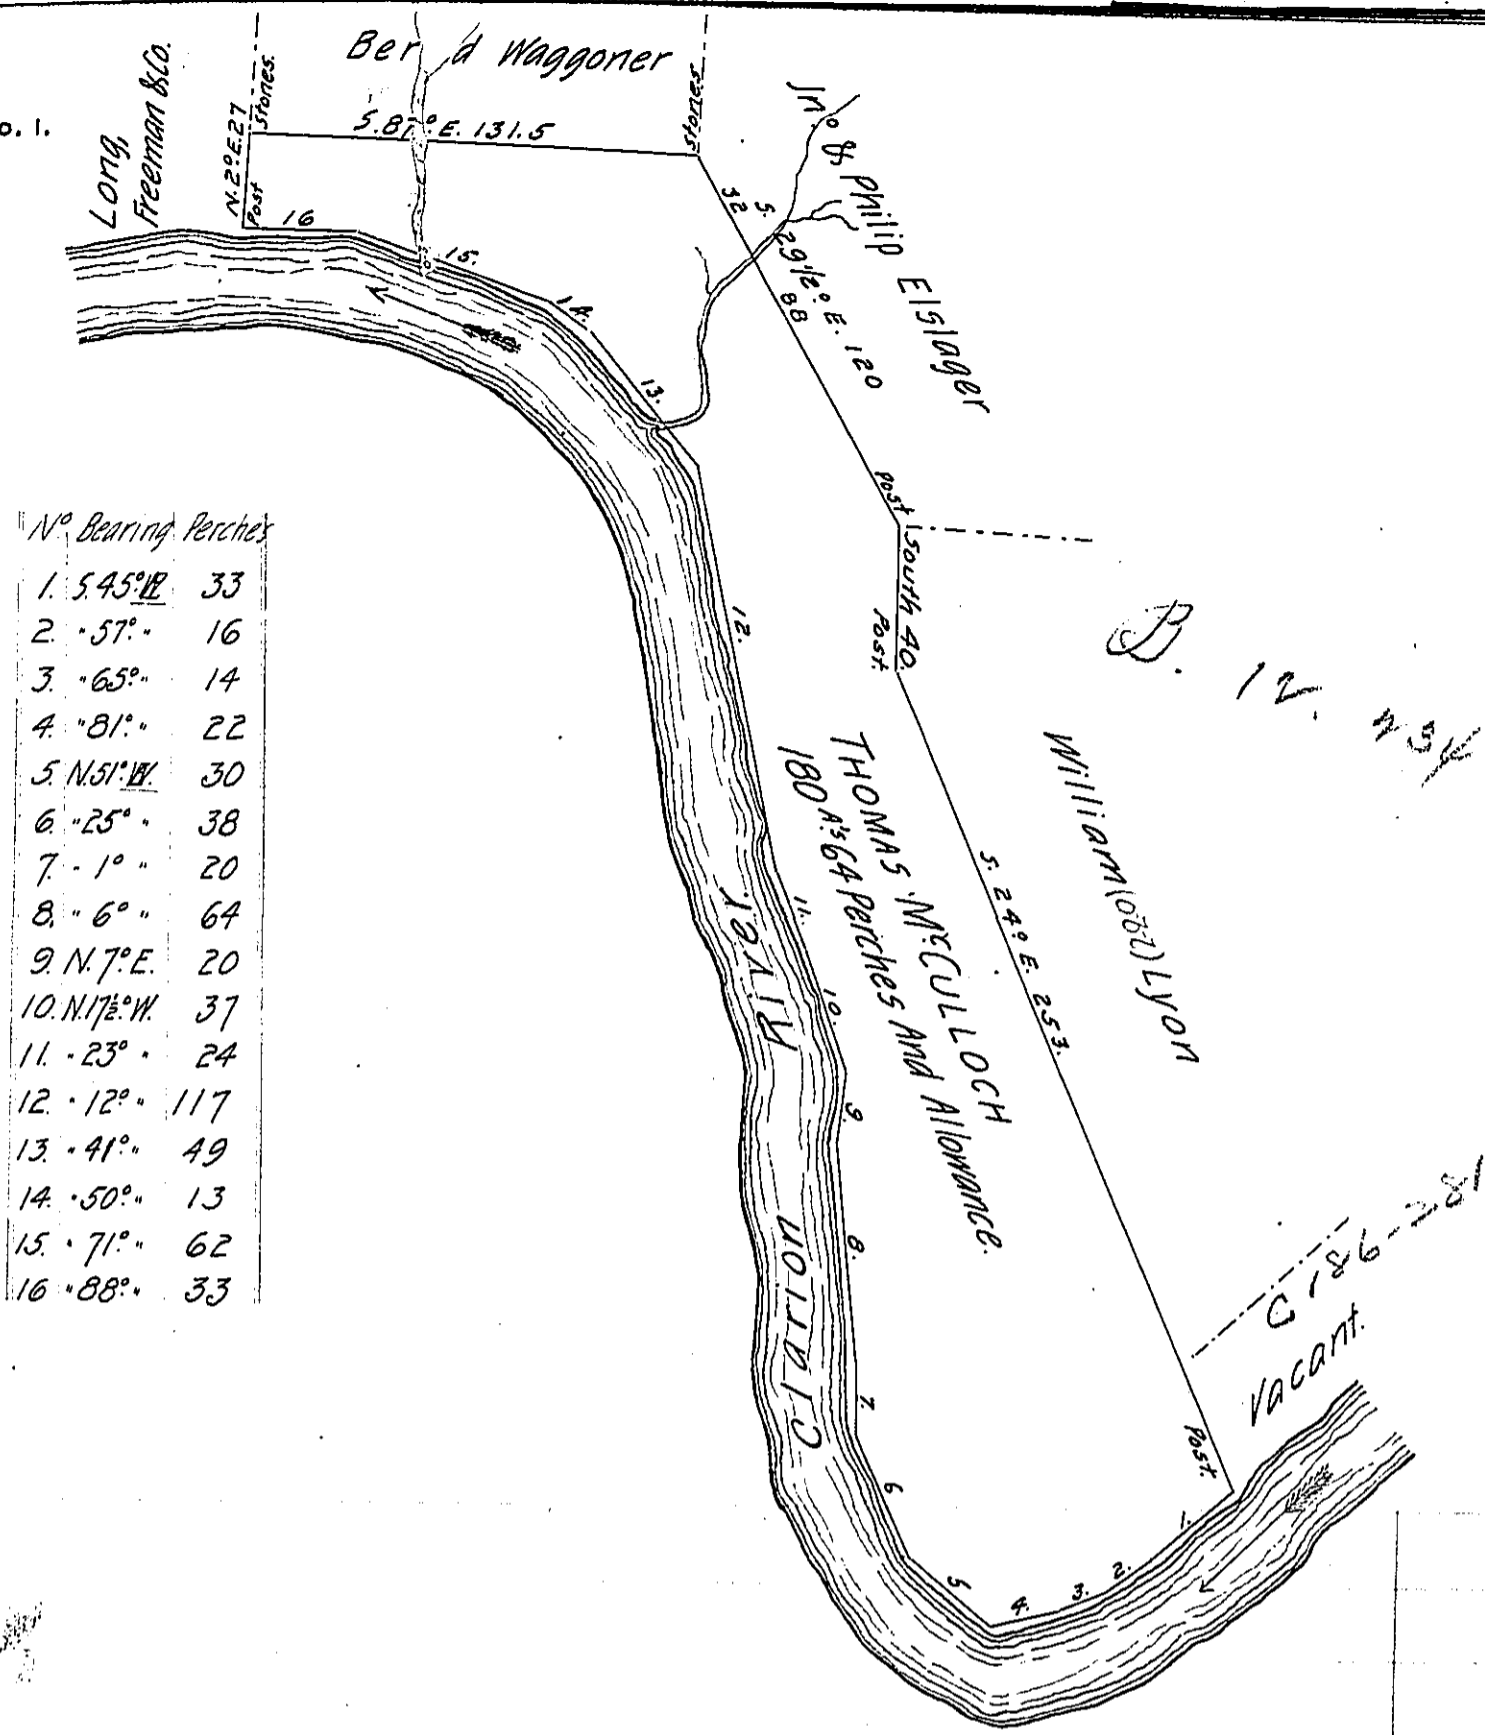 o. 1.
Long,
Freeman & Co.
N. 2° E. 27
Post
Stones.
Ber d Waggoner
S. 87° E. 131.5
Stones
Jno & Philip Elslager
S. 29 1/2° E. 120
32
88
Post
South 40.
Post.
B. 12. 234
William Lyon
S. 24° E. 253.
THOMAS McCULLOCH
180 A's 64 Perches And Allowance.
C 186-281
Vacant.
Post.
Clarion River
1.
2.
3.
4.
5
6
7.
8.
9
10.
11.
12.
13.
14.
15.
16
No Bearing Perches
1. S. 45° W. 33
2. " 57° " 16
3. " 65° " 14
4. " 81° " 22
5. N. 51° W. 30
6. " 25° " 38
7. " 1° " 20
8. " 6° " 64
9. N. 7° E. 20
10. N. 17½° W. 37
11. " 23° " 24
12. " 12° " 117
13. " 41° " 49
14. " 50° " 13
15. " 71° " 62
16 " 88° " 33